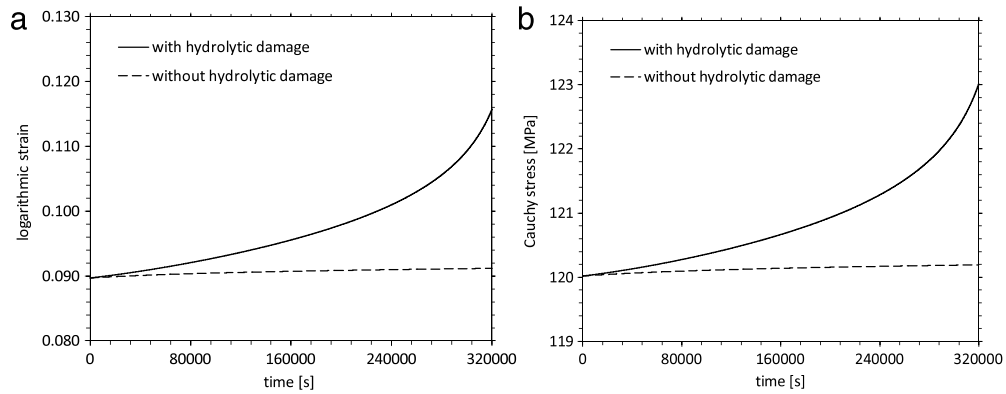 a
0.130
0.120
0.110
0.100
0.090
0.080
logarithmic strain
with hydrolytic damage
without hydrolytic damage
0 80000 160000 240000 320000
time [s]
b
124
123
122
121
120
119
Cauchy stress [MPa]
with hydrolytic damage
without hydrolytic damage
0 80000 160000 240000 320000
time [s]